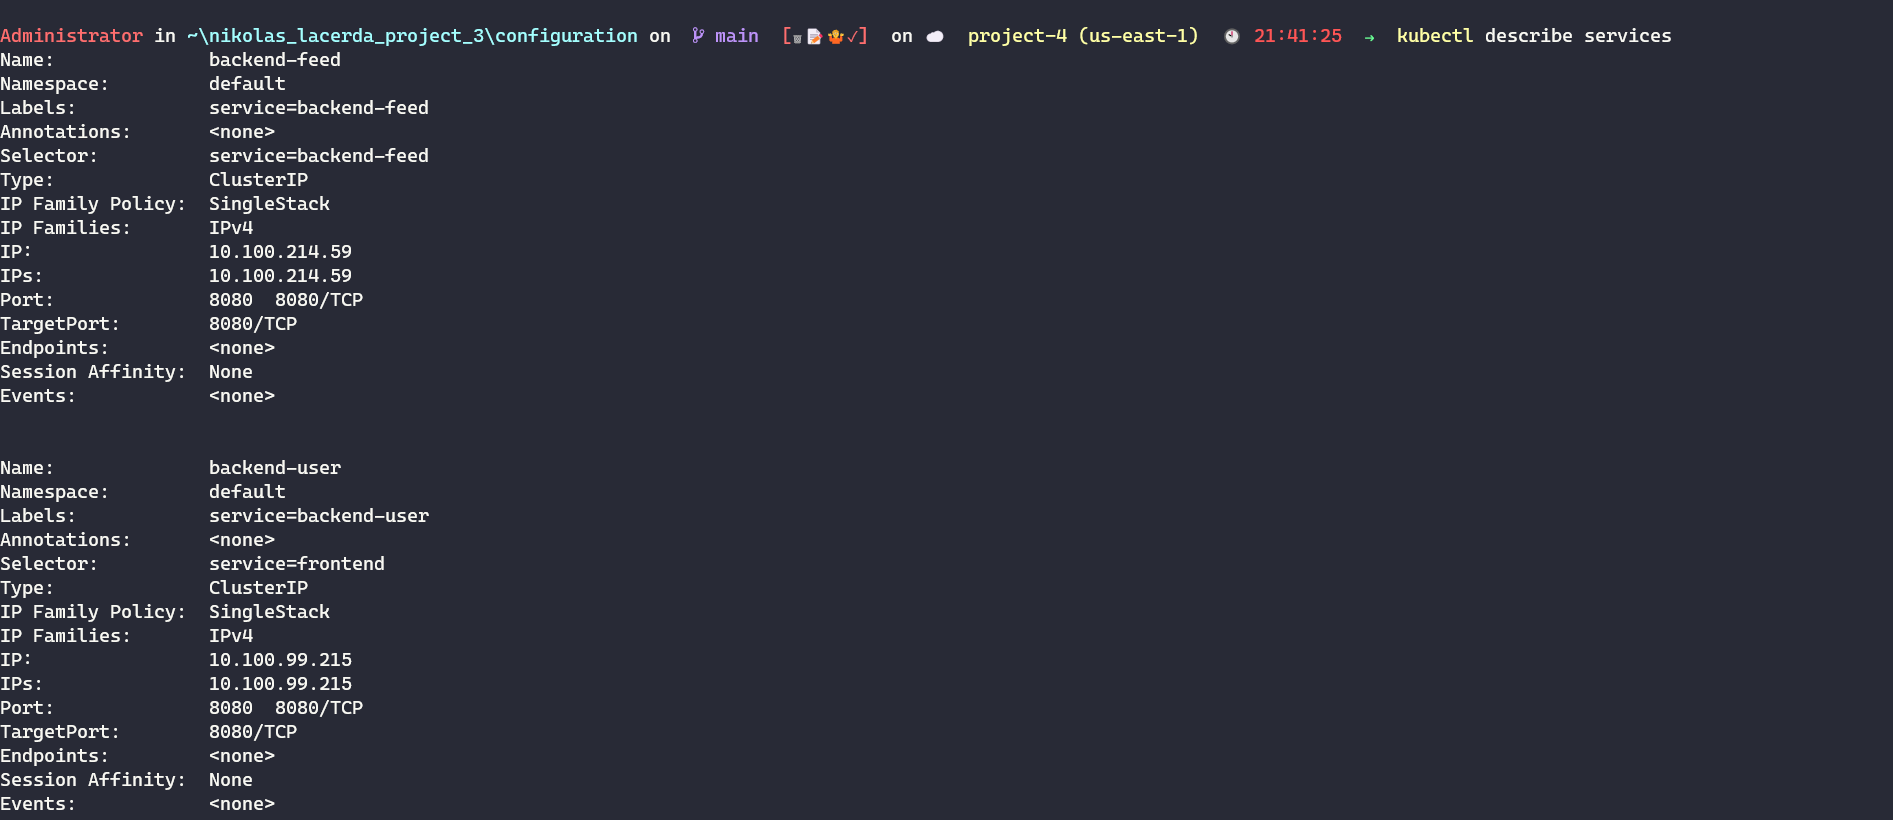 Administrator in ~\nikolas_lacerda_project_3\configuration on main [🗑📝🤷✓] on ☁ project-4 (us-east-1) 🕙 21:41:25 → kubectl describe services
Name: backend-feed
Namespace: default
Labels: service=backend-feed
Annotations: <none>
Selector: service=backend-feed
Type: ClusterIP
IP Family Policy: SingleStack
IP Families: IPv4
IP: 10.100.214.59
IPs: 10.100.214.59
Port: 8080 8080/TCP
TargetPort: 8080/TCP
Endpoints: <none>
Session Affinity: None
Events: <none>
Name: backend-user
Namespace: default
Labels: service=backend-user
Annotations: <none>
Selector: service=frontend
Type: ClusterIP
IP Family Policy: SingleStack
IP Families: IPv4
IP: 10.100.99.215
IPs: 10.100.99.215
Port: 8080 8080/TCP
TargetPort: 8080/TCP
Endpoints: <none>
Session Affinity: None
Events: <none>